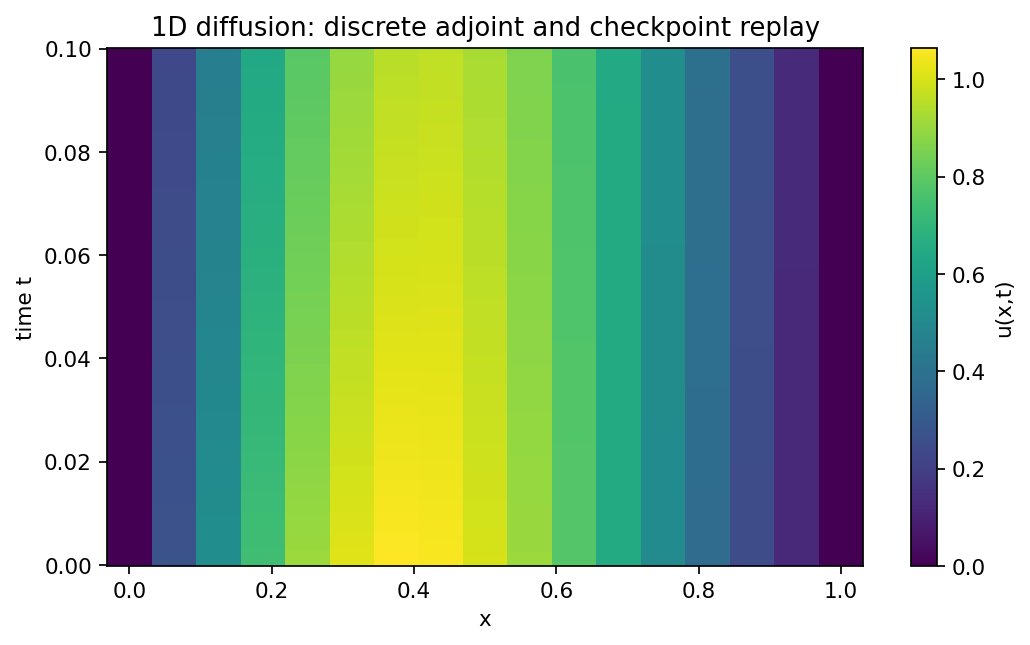 1D diffusion: discrete adjoint and checkpoint replay
0.10
0.08
0.06
0.04
0.02
0.00
time t
0.0 0.2 0.4 0.6 0.8 1.0
x
1.0
0.8
0.6
0.4
0.2
0.0
u(x,t)